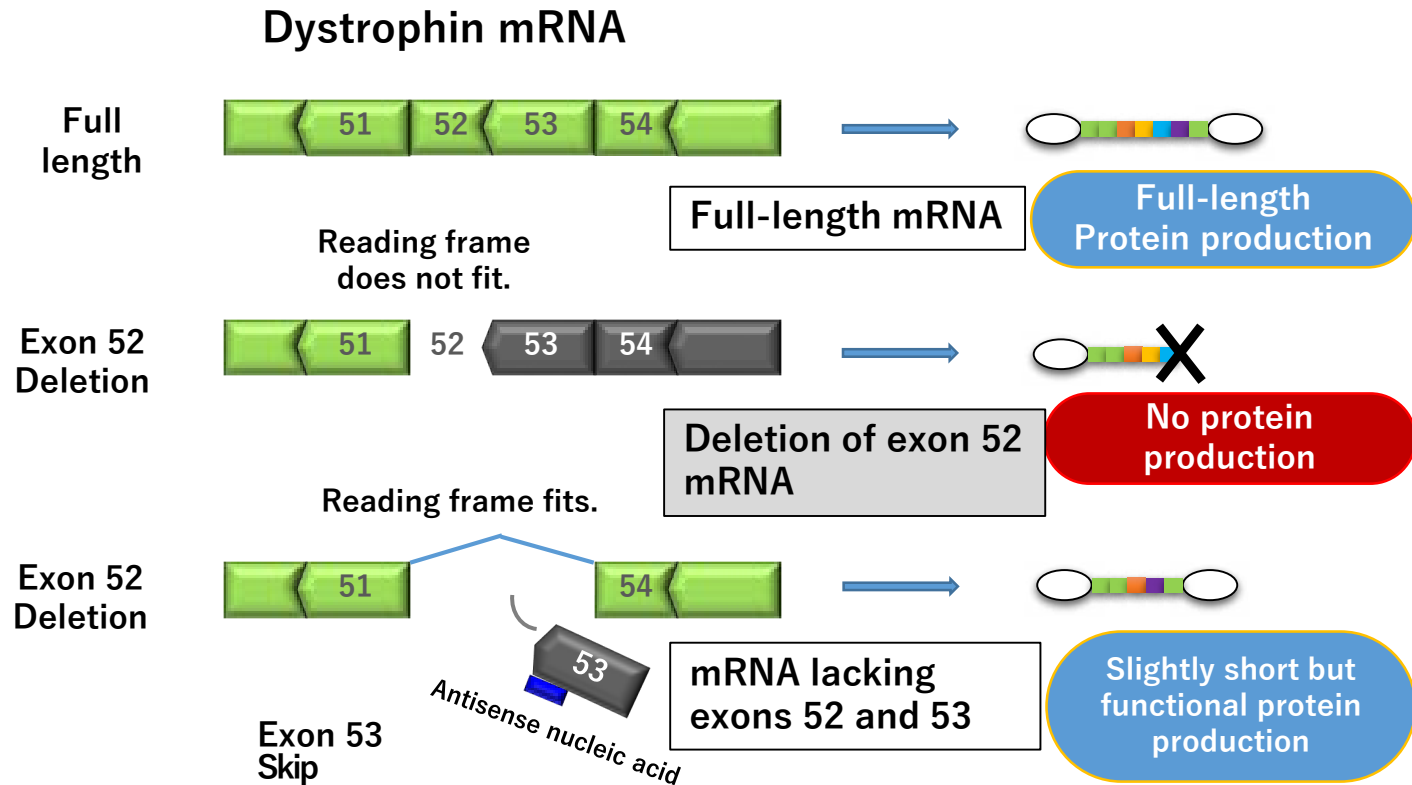 Dystrophin mRNA
Full
length
51
52
53
54
Full-length mRNA
Full-length
Protein production
Reading frame
does not fit.
Exon 52
Deletion
51
52
53
54
Deletion of exon 52
mRNA
No protein
production
Reading frame fits.
Exon 52
Deletion
51
54
53
Antisense nucleic acid
mRNA lacking
exons 52 and 53
Slightly short but
functional protein
production
Exon 53
Skip